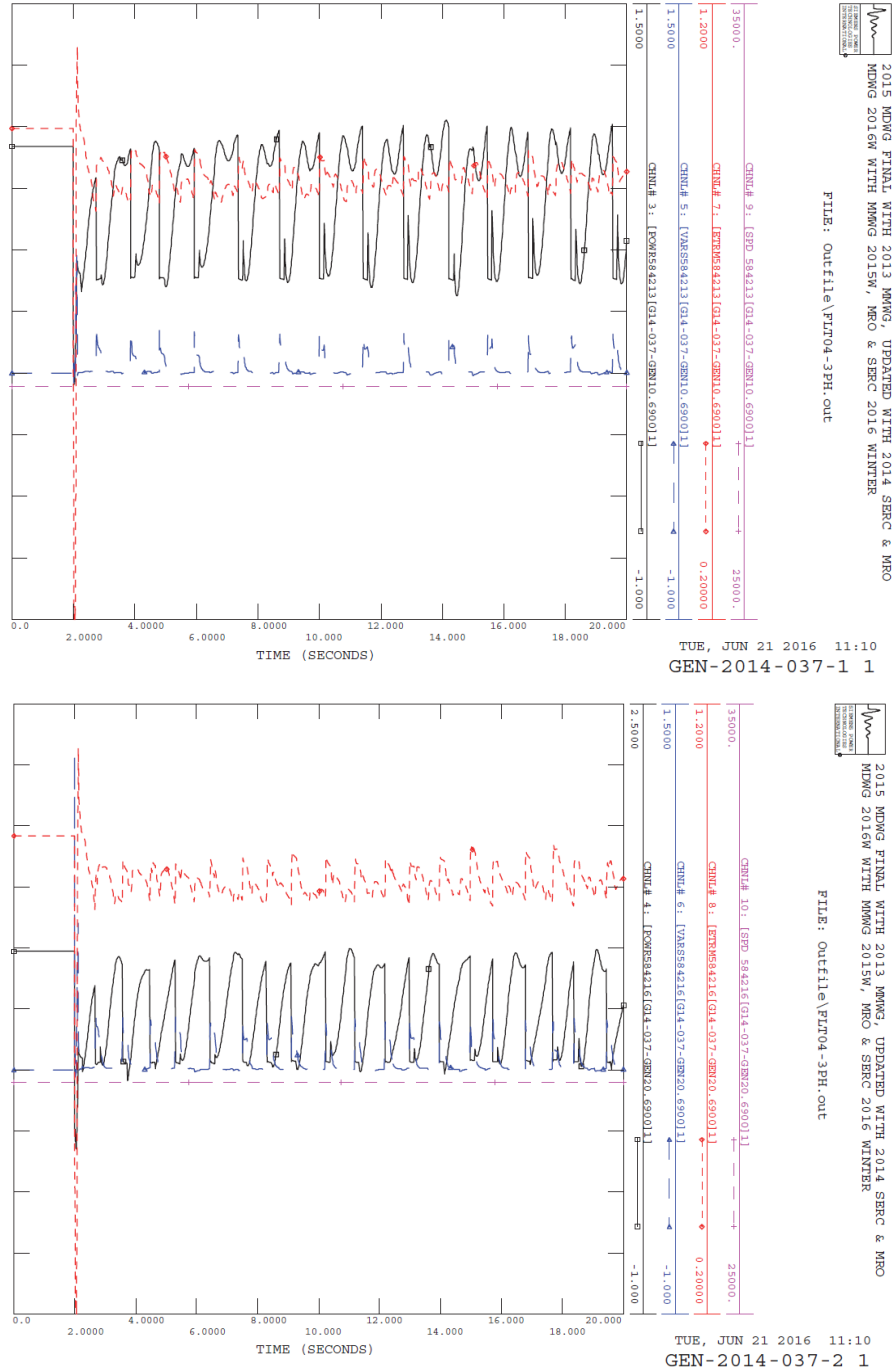 2015 MDWG FINAL WITH 2013 MMWG, UPDATED WITH 2014 SERC & MRO
MDWG 2016W WITH MMWG 2015W, MRO & SERC 2016 WINTER
SIEMENS POWER
TECHNOLOGIES
INTERNATIONAL
FILE: Outfile\FLT04-3PH.out
CHNL# 9: [SPD 584213[G14-037-GEN10.6900]1]
35000. 25000.
CHNL# 7: [ETRM584213[G14-037-GEN10.6900]1]
1.2000 0.20000
CHNL# 5: [VARS584213[G14-037-GEN10.6900]1]
1.5000 -1.000
CHNL# 3: [POWR584213[G14-037-GEN10.6900]1]
1.5000 -1.000
0.0 2.0000 4.0000 6.0000 8.0000 10.000 12.000 14.000 16.000 18.000 20.000
TIME (SECONDS)
TUE, JUN 21 2016 11:10
GEN-2014-037-1 1
2015 MDWG FINAL WITH 2013 MMWG, UPDATED WITH 2014 SERC & MRO
MDWG 2016W WITH MMWG 2015W, MRO & SERC 2016 WINTER
SIEMENS POWER
TECHNOLOGIES
INTERNATIONAL
FILE: Outfile\FLT04-3PH.out
CHNL# 10: [SPD 584216[G14-037-GEN20.6900]1]
35000. 25000.
CHNL# 8: [ETRM584216[G14-037-GEN20.6900]1]
1.2000 0.20000
CHNL# 6: [VARS584216[G14-037-GEN20.6900]1]
1.5000 -1.000
CHNL# 4: [POWR584216[G14-037-GEN20.6900]1]
2.5000 -1.000
0.0 2.0000 4.0000 6.0000 8.0000 10.000 12.000 14.000 16.000 18.000 20.000
TIME (SECONDS)
TUE, JUN 21 2016 11:10
GEN-2014-037-2 1